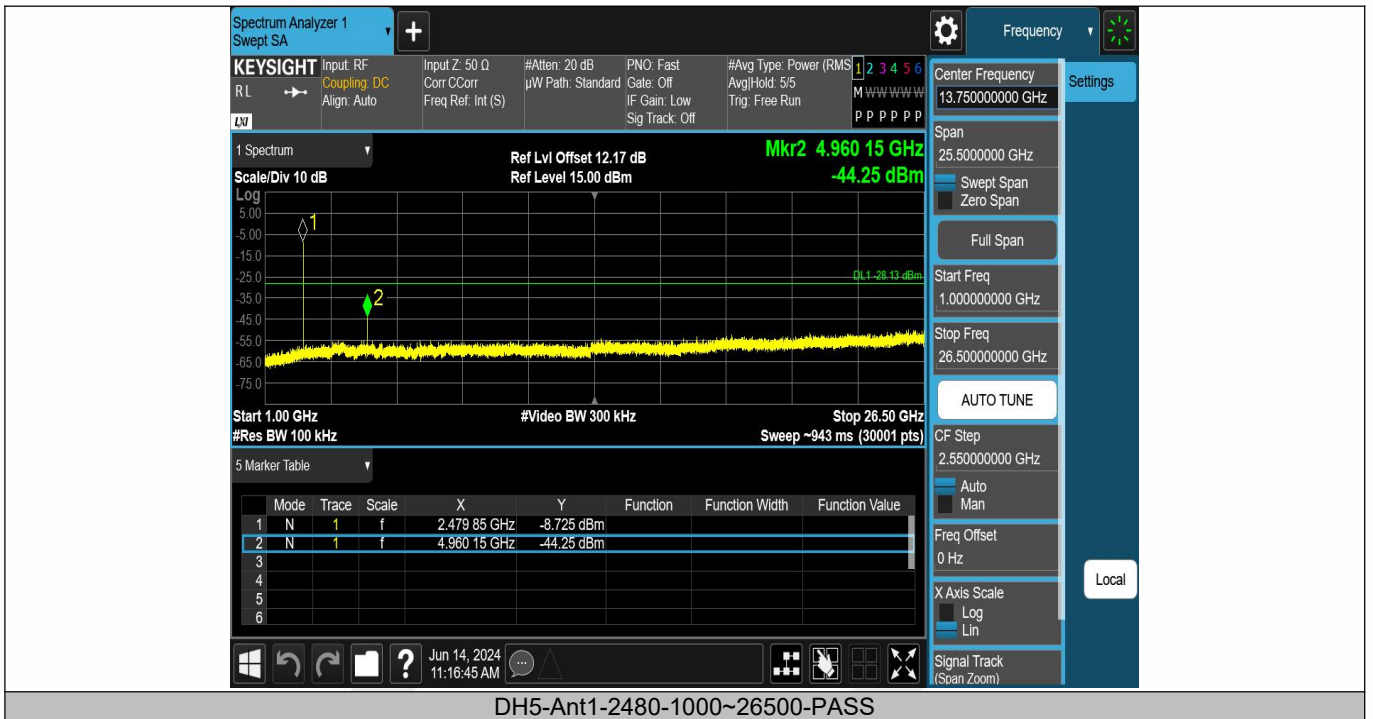 Spectrum Analyzer 1
Swept SA
+
Frequency
KEYSIGHT
RL
LXI
Input: RF
Coupling: DC
Align: Auto
Input Z: 50 Ω
Corr CCorr
Freq Ref: Int (S)
#Atten: 20 dB
µW Path: Standard
PNO: Fast
Gate: Off
IF Gain: Low
Sig Track: Off
#Avg Type: Power (RMS
Avg|Hold: 5/5
Trig: Free Run
1 2 3 4 5 6
M W W W W W
P P P P P P
1 Spectrum
Scale/Div 10 dB
Ref Lvl Offset 12.17 dB
Ref Level 15.00 dBm
Mkr2 4.960 15 GHz
-44.25 dBm
Log
5.00
-5.00
-15.0
-25.0
-35.0
-45.0
-55.0
-65.0
-75.0
1
2
DL1 -28.13 dBm
Start 1.00 GHz
#Res BW 100 kHz
#Video BW 300 kHz
Stop 26.50 GHz
Sweep ~943 ms (30001 pts)
5 Marker Table
Mode Trace Scale X Y Function Function Width Function Value
1 N 1 f 2.479 85 GHz -8.725 dBm
2 N 1 f 4.960 15 GHz -44.25 dBm
3
4
5
6
?
Jun 14, 2024
11:16:45 AM
Center Frequency
13.750000000 GHz
Settings
Span
25.5000000 GHz
Swept Span
Zero Span
Full Span
Start Freq
1.000000000 GHz
Stop Freq
26.500000000 GHz
AUTO TUNE
CF Step
2.550000000 GHz
Auto
Man
Freq Offset
0 Hz
Local
X Axis Scale
Log
Lin
Signal Track
(Span Zoom)
DH5-Ant1-2480-1000~26500-PASS